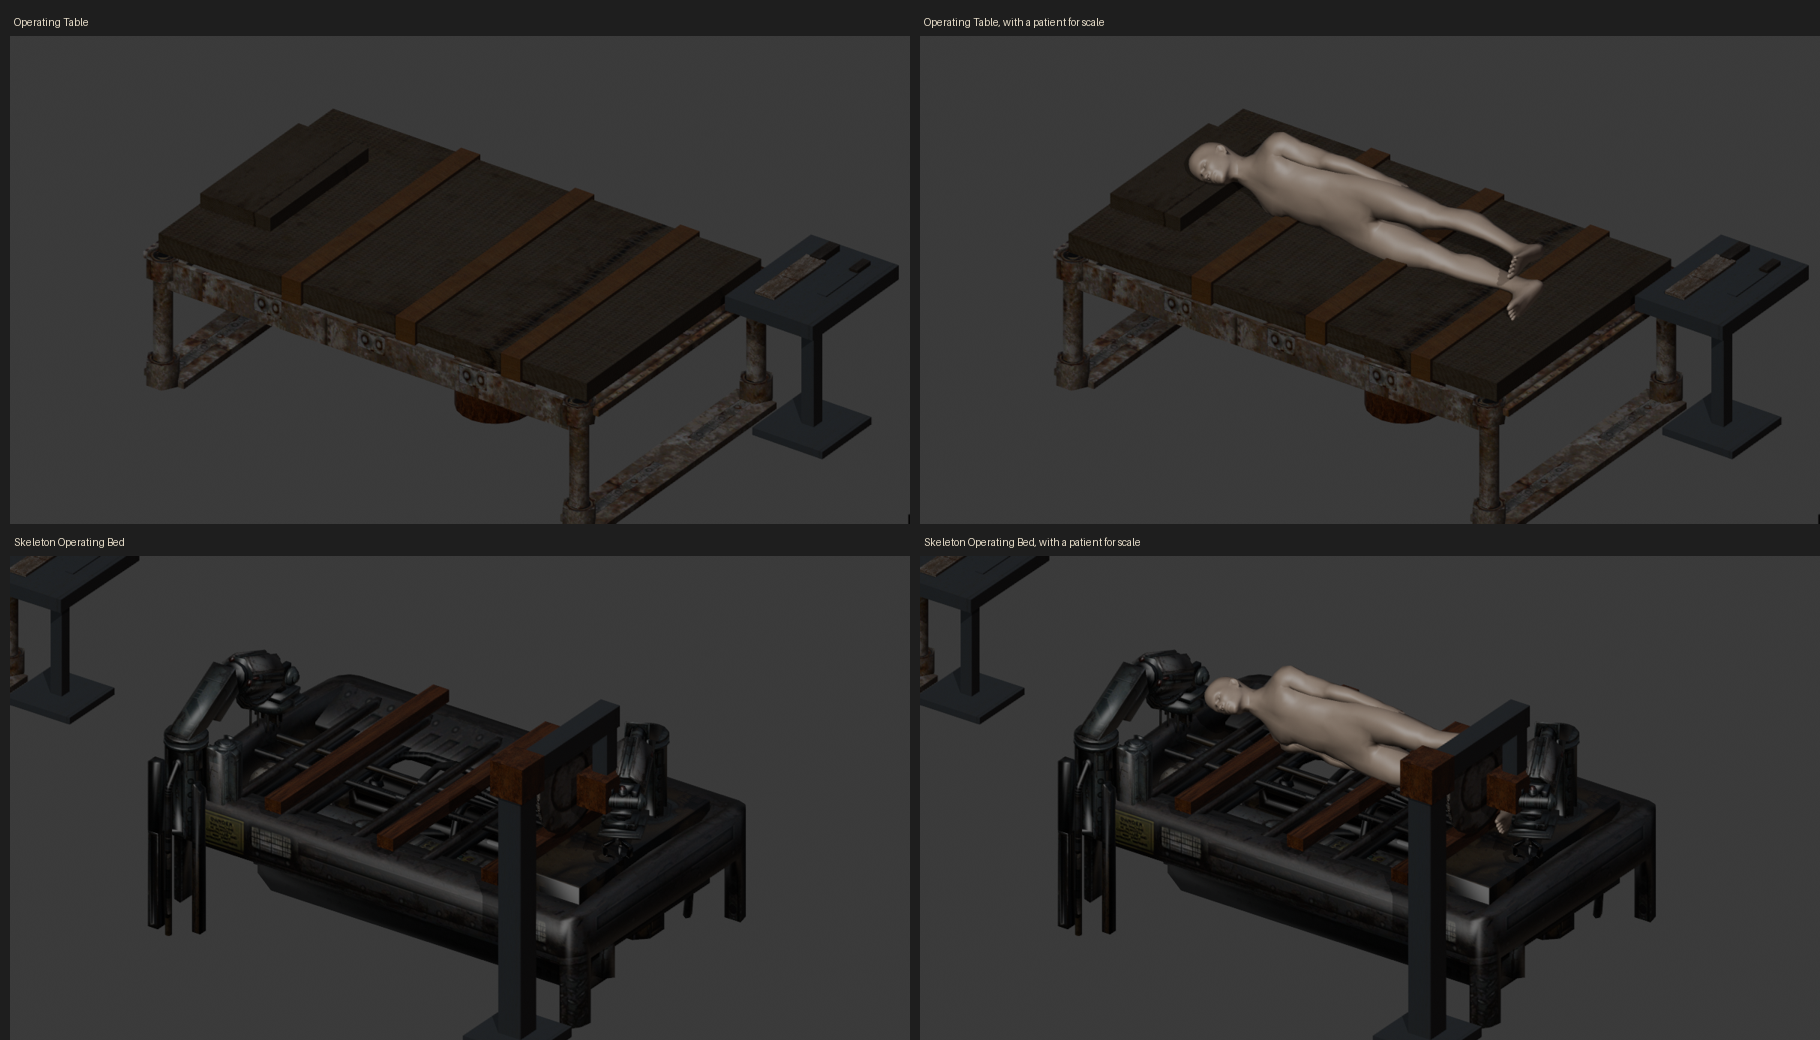 Operating Table
Operating Table, with a patient for scale
Skeleton Operating Bed
Skeleton Operating Bed, with a patient for scale